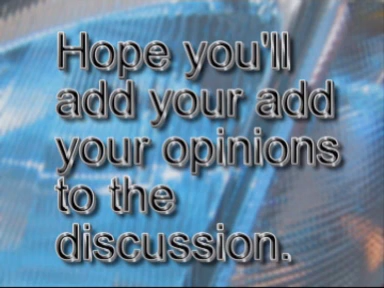 Hope you'll
add your add
your opinions
to the
discussion.